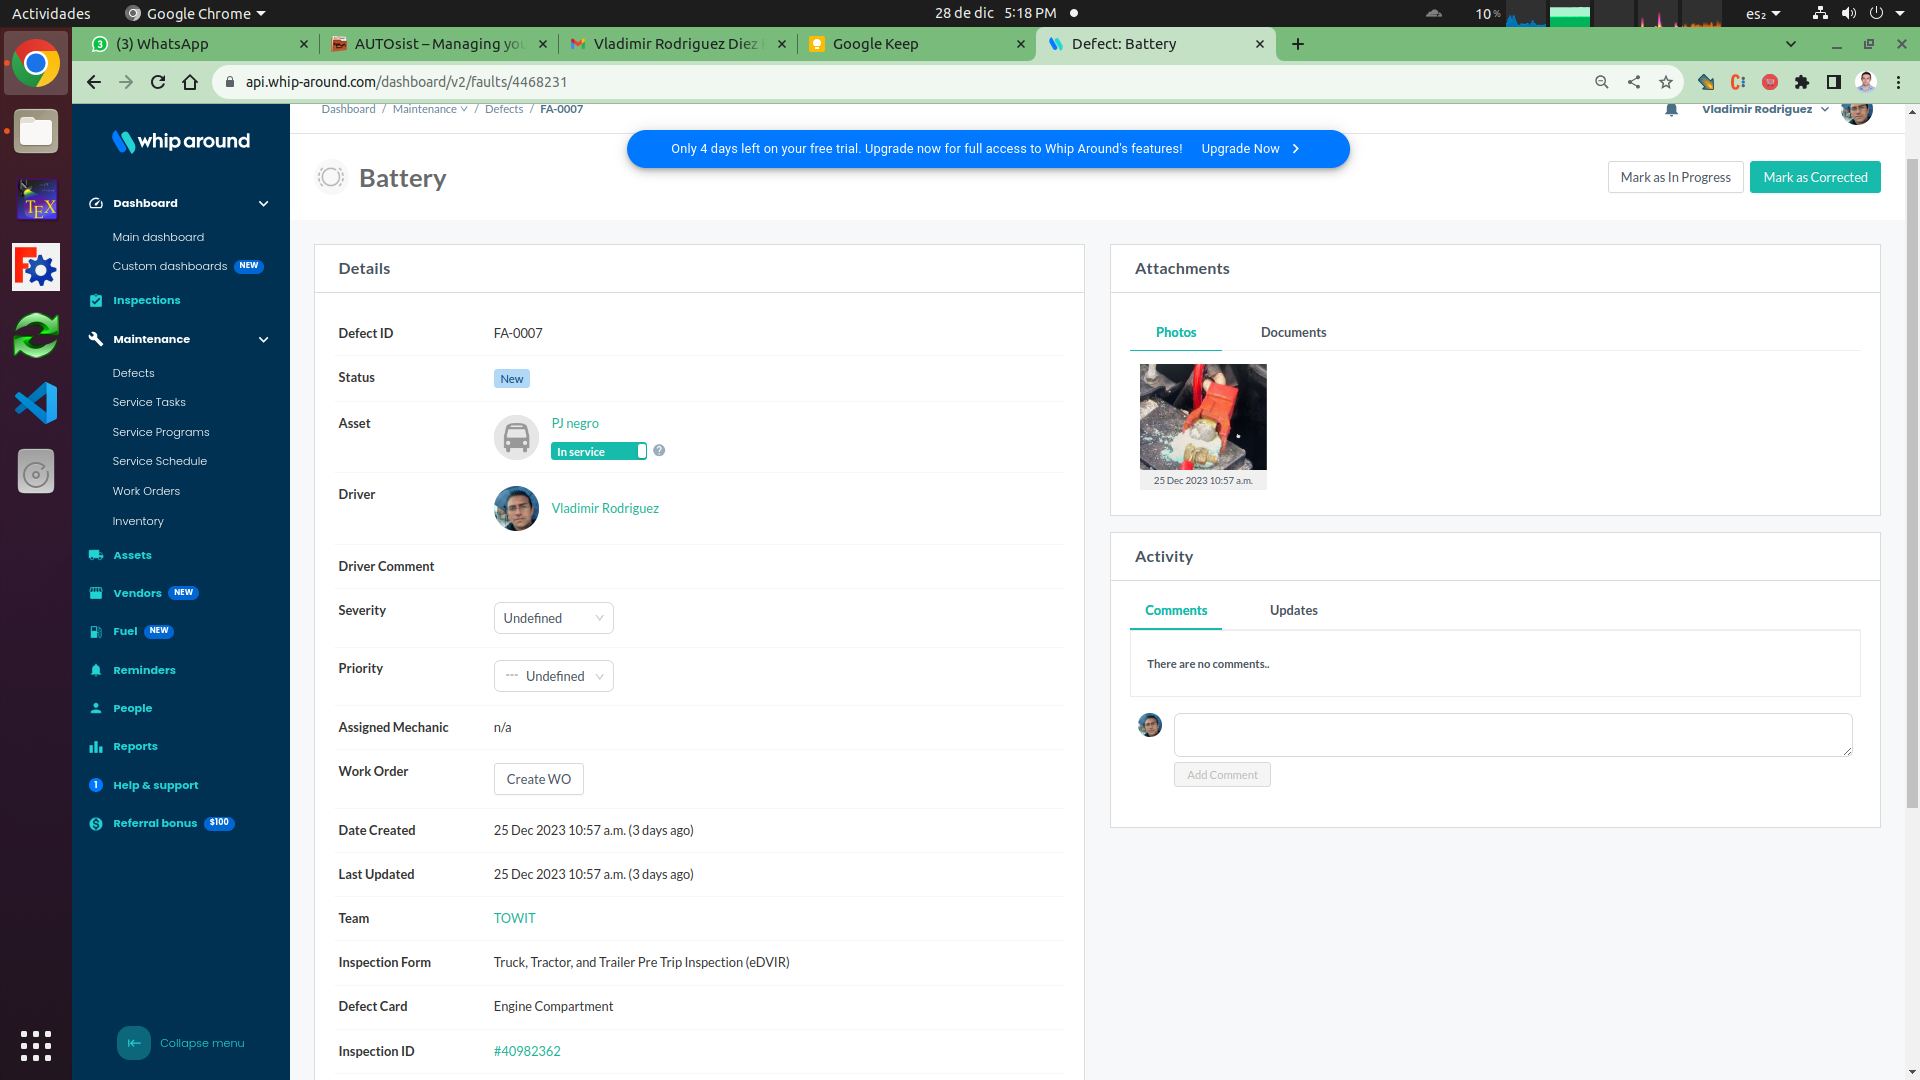 Actividades
Google Chrome
28 de dic 5:18 PM
10 %
es₂
(3) WhatsApp
AUTOsist – Managing you
Vladimir Rodriguez Diez
Google Keep
Defect: Battery
api.whip-around.com/dashboard/v2/faults/4468231
whip around
Dashboard
Main dashboard
Custom dashboards NEW
Inspections
Maintenance
Defects
Service Tasks
Service Programs
Service Schedule
Work Orders
Inventory
Assets
Vendors NEW
Fuel NEW
Reminders
People
Reports
1 Help & support
Referral bonus $100
Collapse menu
Dashboard / Maintenance / Defects / FA-0007
Vladimir Rodriguez
Only 4 days left on your free trial. Upgrade now for full access to Whip Around's features! Upgrade Now
Battery
Mark as In Progress
Mark as Corrected
Details
Defect ID FA-0007
Status New
Asset PJ negro
In service
Driver Vladimir Rodriguez
Driver Comment
Severity Undefined
Priority --- Undefined
Assigned Mechanic n/a
Work Order Create WO
Date Created 25 Dec 2023 10:57 a.m. (3 days ago)
Last Updated 25 Dec 2023 10:57 a.m. (3 days ago)
Team TOWIT
Inspection Form Truck, Tractor, and Trailer Pre Trip Inspection (eDVIR)
Defect Card Engine Compartment
Inspection ID #40982362
Attachments
Photos Documents
25 Dec 2023 10:57 a.m.
Activity
Comments Updates
There are no comments..
Add Comment